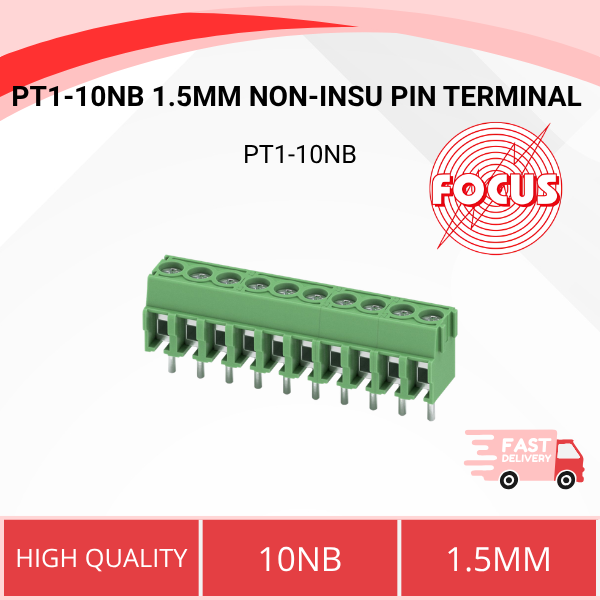 PT1-10NB 1.5MM NON-INSU PIN TERMINAL
PT1-10NB
FOCUS
FAST
DELIVERY
HIGH QUALITY
10NB
1.5MM